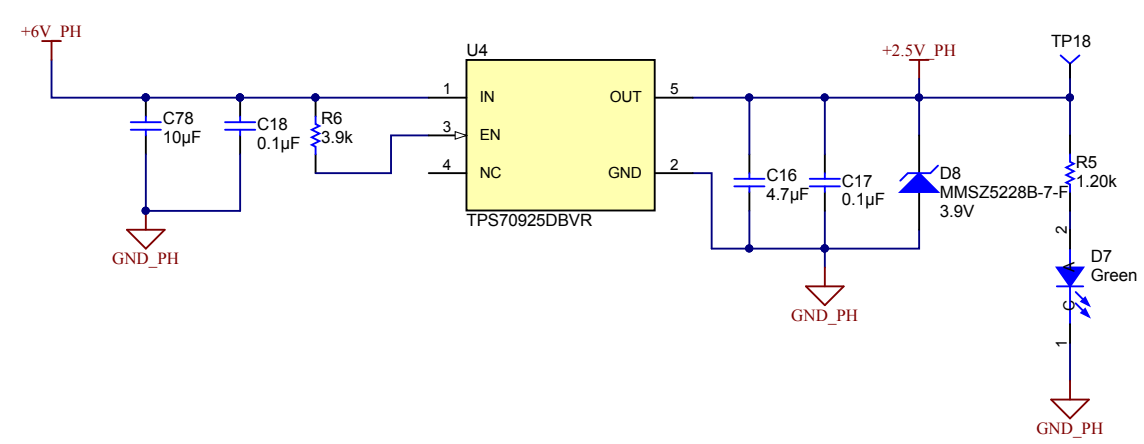 +6V_PH
U4
+2.5V_PH
TP18
1
IN
OUT
5
C78
10µF
C18
0.1µF
R6
3.9k
3
EN
4
NC
GND
2
TPS70925DBVR
C16
4.7µF
C17
0.1µF
D8
MMSZ5228B-7-F
3.9V
R5
1.20k
GND_PH
2
A
D7
Green
C
GND_PH
1
GND_PH